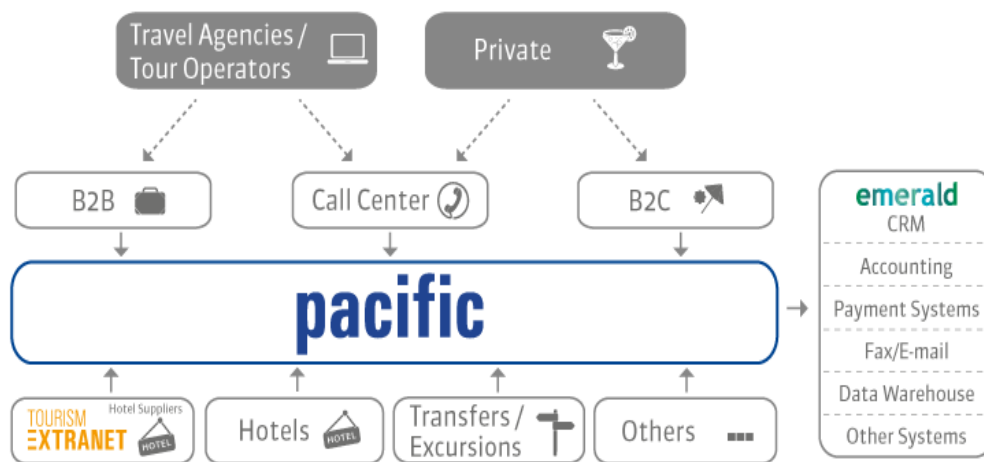 Travel Agencies /
Tour Operators
Private
B2B
Call Center
B2C
pacific
emerald
CRM
Accounting
Payment Systems
Fax/E-mail
Data Warehouse
Other Systems
Hotel Suppliers
TOURISM
EXTRANET
HOTEL
Hotels
HOTEL
Transfers /
Excursions
Others